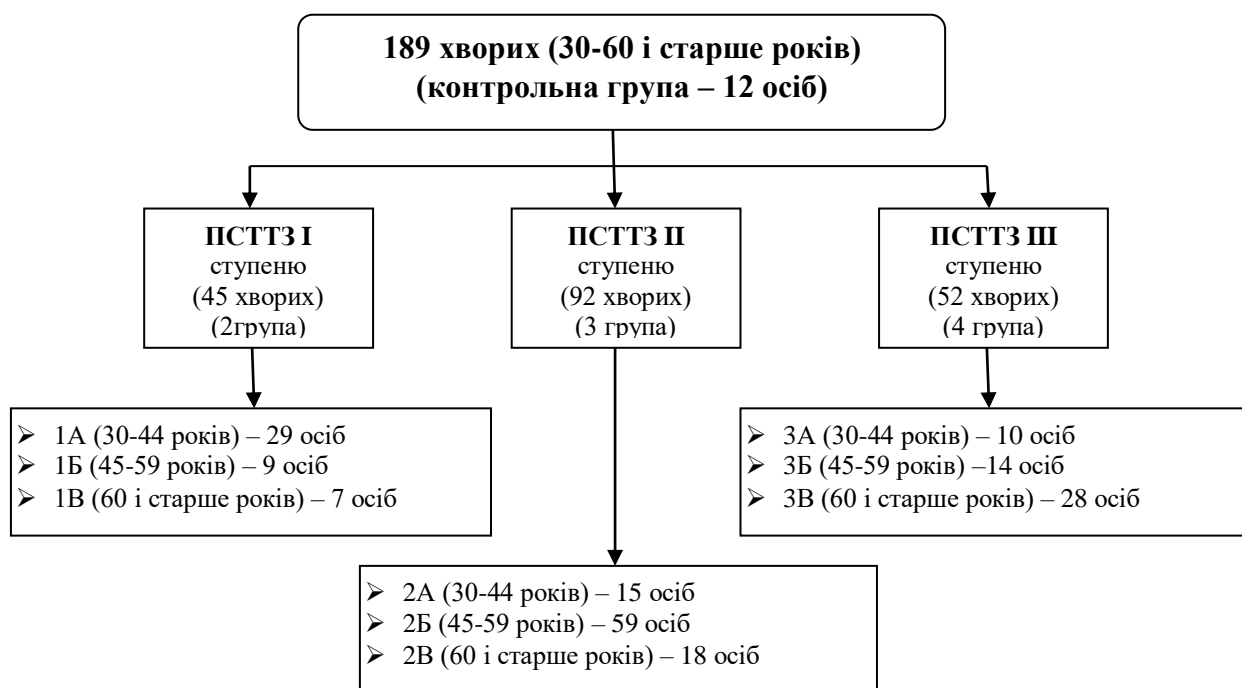 189 хворих (30-60 і старше років)
(контрольна група – 12 осіб)
ПСТТЗ І
ступеню
(45 хворих)
(2група)
ПСТТЗ ІІ
ступеню
(92 хворих)
(3 група)
ПСТТЗ ІІІ
ступеню
(52 хворих)
(4 група)
➢ 1А (30-44 років) – 29 осіб
➢ 1Б (45-59 років) – 9 осіб
➢ 1В (60 і старше років) – 7 осіб
➢ 3А (30-44 років) – 10 осіб
➢ 3Б (45-59 років) –14 осіб
➢ 3В (60 і старше років) – 28 осіб
➢ 2А (30-44 років) – 15 осіб
➢ 2Б (45-59 років) – 59 осіб
➢ 2В (60 і старше років) – 18 осіб